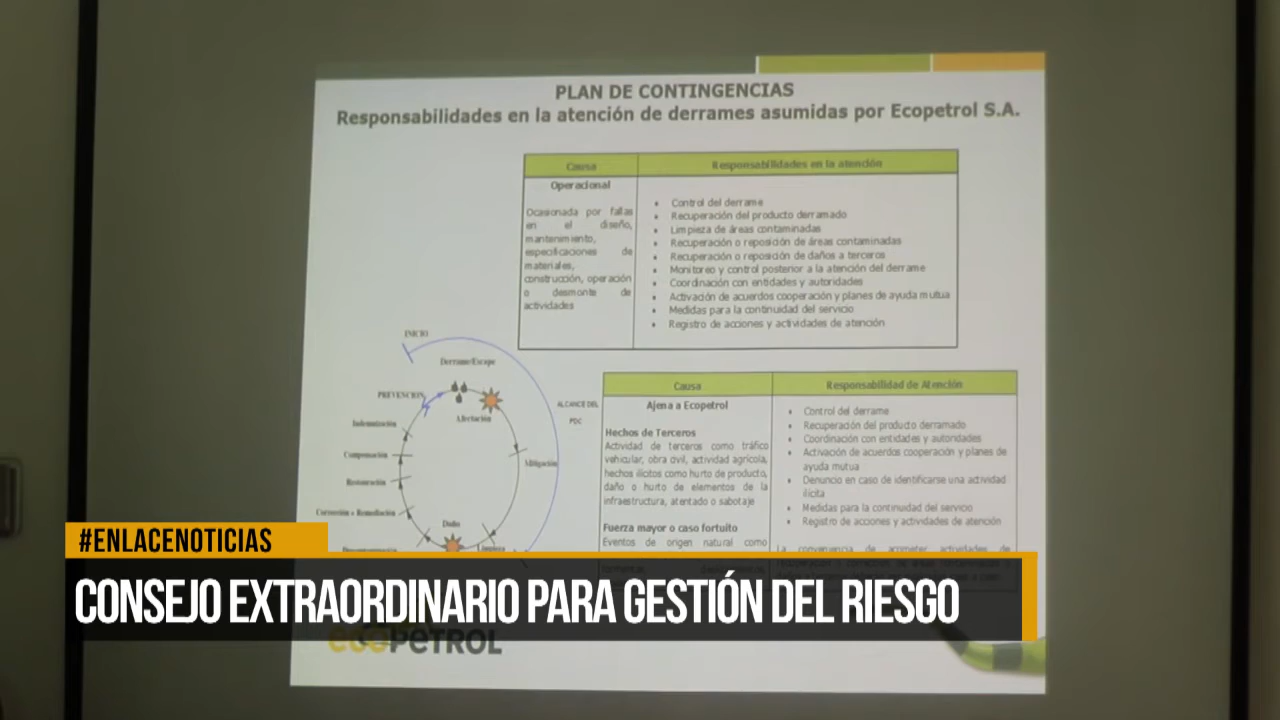 PLAN DE CONTINGENCIAS
Responsabilidades en la atención de derrames asumidas por Ecopetrol S.A.
Causa
Responsabilidades en la atención
Operacional
Ocasionada por fallas
en el diseño,
mantenimiento,
especificaciones de
materiales,
construcción, operación
o desmonte de
actividades
• Control del derrame
• Recuperación del producto derramado
• Limpieza de áreas contaminadas
• Recuperación o reposición de áreas contaminadas
• Recuperación o reposición de daños a terceros
• Monitoreo y control posterior a la atención del derrame
• Coordinación con entidades y autoridades
• Activación de acuerdos cooperación y planes de ayuda mutua
• Medidas para la continuidad del servicio
• Registro de acciones y actividades de atención
INICIO
Derrame/Escape
PREVENCION
Afectación
ALCANCE DEL
PDC
Indemnización
Compensación
Mitigación
Restauración
Corrección o Remediación
Daño
Limpieza
Causa
Responsabilidad de Atención
Ajena a Ecopetrol
Hechos de Terceros
Actividad de terceros como tráfico
vehicular, obra civil, actividad agrícola,
hechos ilícitos como hurto de producto,
daño o hurto de elementos de la
infraestructura, atentado o sabotaje
Fuerza mayor o caso fortuito
Eventos de origen natural como
• Control del derrame
• Recuperación del producto derramado
• Coordinación con entidades y autoridades
• Activación de acuerdos cooperación y planes de
ayuda mutua
• Denuncio en caso de identificarse una actividad
ilícita
• Medidas para la continuidad del servicio
• Registro de acciones y actividades de atención
La conveniencia de acometer actividades de
#ENLACENOTICIAS
CONSEJO EXTRAORDINARIO PARA GESTIÓN DEL RIESGO
ECOPETROL